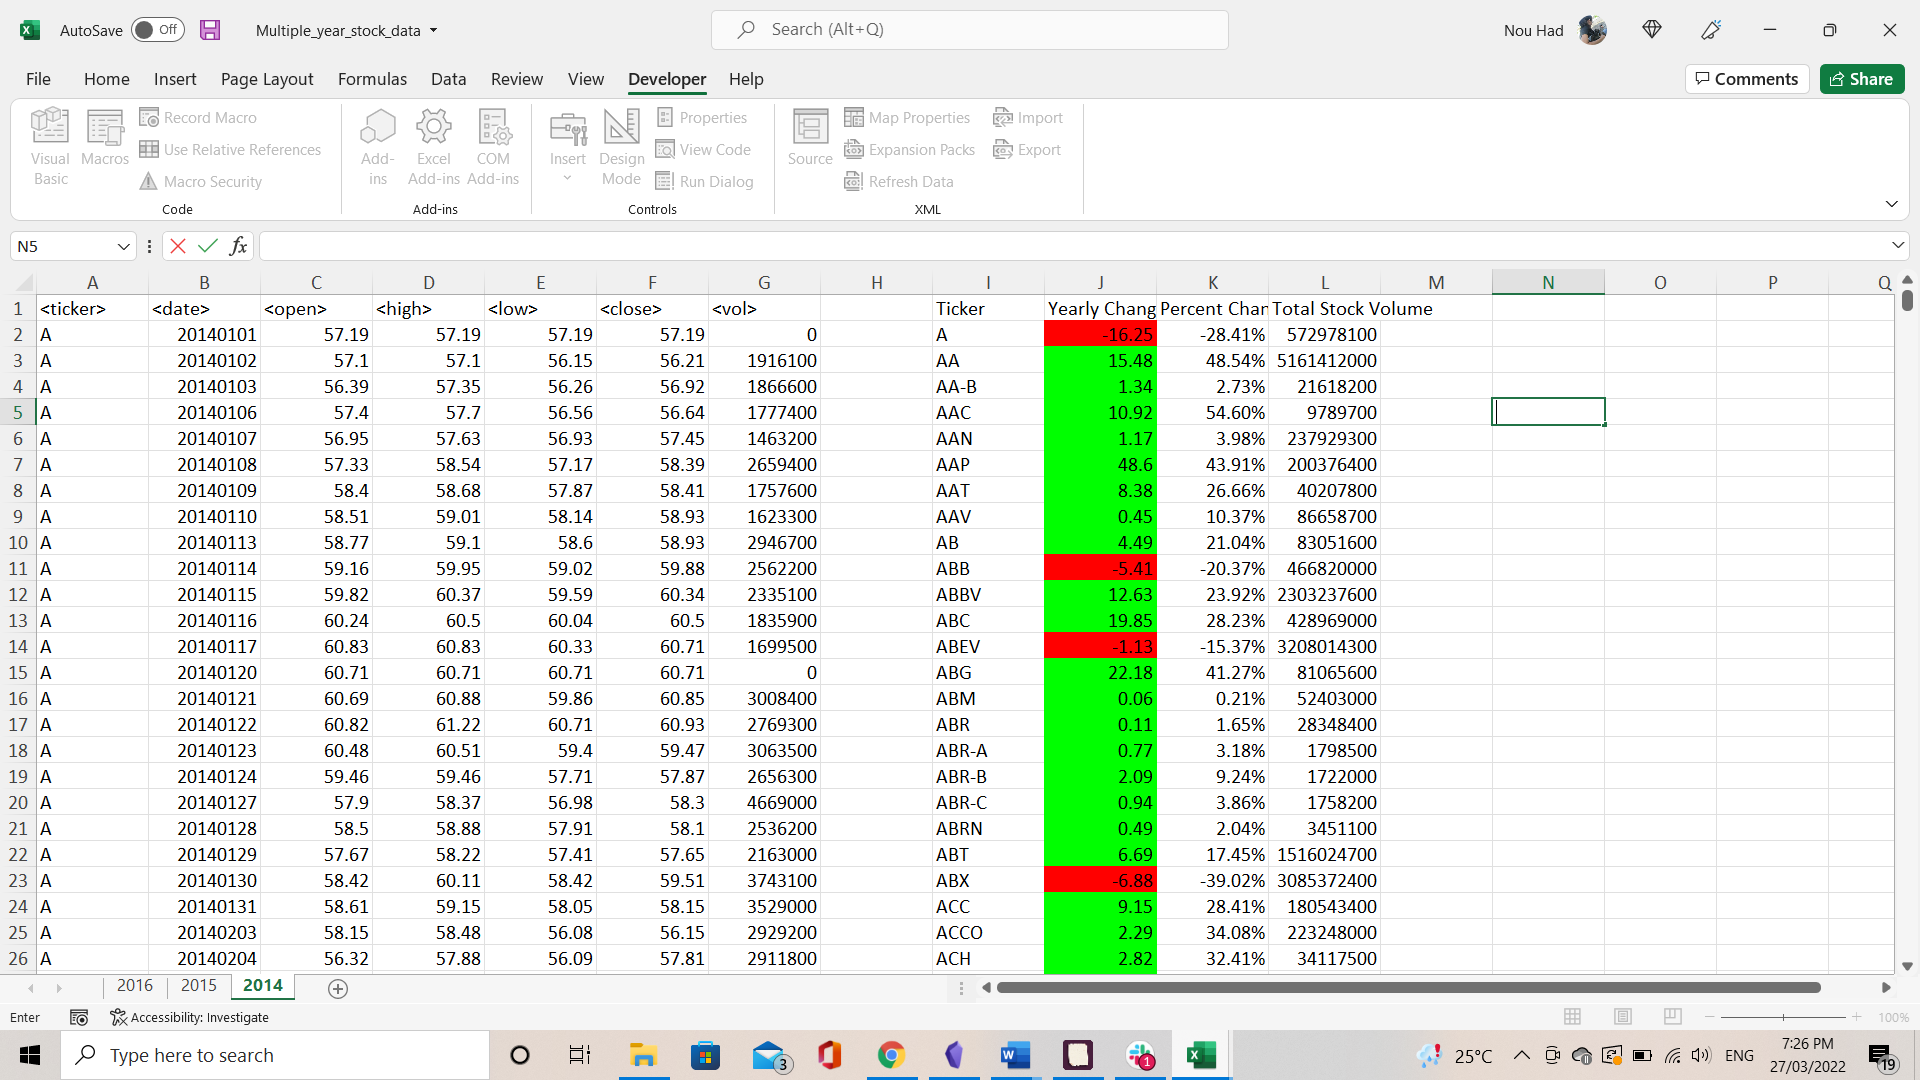 AutoSave Off Multiple_year_stock_data Search (Alt+Q) Nou Had
File Home Insert Page Layout Formulas Data Review View Developer Help Comments Share
Visual Basic Macros Record Macro Use Relative References Macro Security Code
Add-ins Excel Add-ins COM Add-ins Add-ins
Insert Design Mode Properties View Code Run Dialog Controls
Source Map Properties Expansion Packs Refresh Data Import Export XML
N5 fx
A B C D E F G H I J K L M N O P Q
1 <ticker> <date> <open> <high> <low> <close> <vol> Ticker Yearly Chang Percent Char Total Stock Volume
2 A 20140101 57.19 57.19 57.19 57.19 0 A -16.25 -28.41% 572978100
3 A 20140102 57.1 57.1 56.15 56.21 1916100 AA 15.48 48.54% 5161412000
4 A 20140103 56.39 57.35 56.26 56.92 1866600 AA-B 1.34 2.73% 21618200
5 A 20140106 57.4 57.7 56.56 56.64 1777400 AAC 10.92 54.60% 9789700
6 A 20140107 56.95 57.63 56.93 57.45 1463200 AAN 1.17 3.98% 237929300
7 A 20140108 57.33 58.54 57.17 58.39 2659400 AAP 48.6 43.91% 200376400
8 A 20140109 58.4 58.68 57.87 58.41 1757600 AAT 8.38 26.66% 40207800
9 A 20140110 58.51 59.01 58.14 58.93 1623300 AAV 0.45 10.37% 86658700
10 A 20140113 58.77 59.1 58.6 58.93 2946700 AB 4.49 21.04% 83051600
11 A 20140114 59.16 59.95 59.02 59.88 2562200 ABB -5.41 -20.37% 466820000
12 A 20140115 59.82 60.37 59.59 60.34 2335100 ABBV 12.63 23.92% 2303237600
13 A 20140116 60.24 60.5 60.04 60.5 1835900 ABC 19.85 28.23% 428969000
14 A 20140117 60.83 60.83 60.33 60.71 1699500 ABEV -1.13 -15.37% 3208014300
15 A 20140120 60.71 60.71 60.71 60.71 0 ABG 22.18 41.27% 81065600
16 A 20140121 60.69 60.88 59.86 60.85 3008400 ABM 0.06 0.21% 52403000
17 A 20140122 60.82 61.22 60.71 60.93 2769300 ABR 0.11 1.65% 28348400
18 A 20140123 60.48 60.51 59.4 59.47 3063500 ABR-A 0.77 3.18% 1798500
19 A 20140124 59.46 59.46 57.71 57.87 2656300 ABR-B 2.09 9.24% 1722000
20 A 20140127 57.9 58.37 56.98 58.3 4669000 ABR-C 0.94 3.86% 1758200
21 A 20140128 58.5 58.88 57.91 58.1 2536200 ABRN 0.49 2.04% 3451100
22 A 20140129 57.67 58.22 57.41 57.65 2163000 ABT 6.69 17.45% 1516024700
23 A 20140130 58.42 60.11 58.42 59.51 3743100 ABX -6.88 -39.02% 3085372400
24 A 20140131 58.61 59.15 58.05 58.15 3529000 ACC 9.15 28.41% 180543400
25 A 20140203 58.15 58.48 56.08 56.15 2929200 ACCO 2.29 34.08% 223248000
26 A 20140204 56.32 57.88 56.09 57.81 2911800 ACH 2.82 32.41% 34117500
2016 2015 2014
Enter Accessibility: Investigate 100%
Type here to search 3 W 1 25°C ENG 7:26 PM 27/03/2022 19